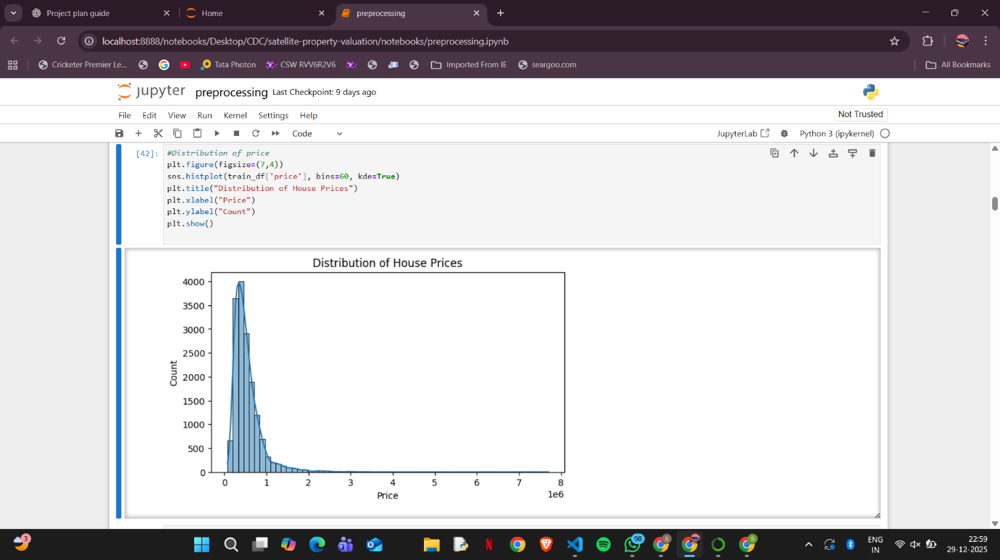 Project plan guide
Home
preprocessing
localhost:8888/notebooks/Desktop/CDC/satellite-property-valuation/notebooks/preprocessing.ipynb
Cricketer Premier Le...
Tata Photon
CSW RVV6R2V6
Imported From IE
seargoo.com
All Bookmarks
jupyter preprocessing Last Checkpoint: 9 days ago
File Edit View Run Kernel Settings Help
Not Trusted
Code
JupyterLab
Python 3 (ipykernel)
[42]: #Distribution of price
plt.figure(figsize=(7,4))
sns.histplot(train_df['price'], bins=60, kde=True)
plt.title("Distribution of House Prices")
plt.xlabel("Price")
plt.ylabel("Count")
plt.show()
Distribution of House Prices
4000
3500
3000
2500
2000
1500
1000
500
0
Count
0 1 2 3 4 5 6 7 8
1e6
Price
3
98
S
S
ENG
IN
22:59
29-12-2025